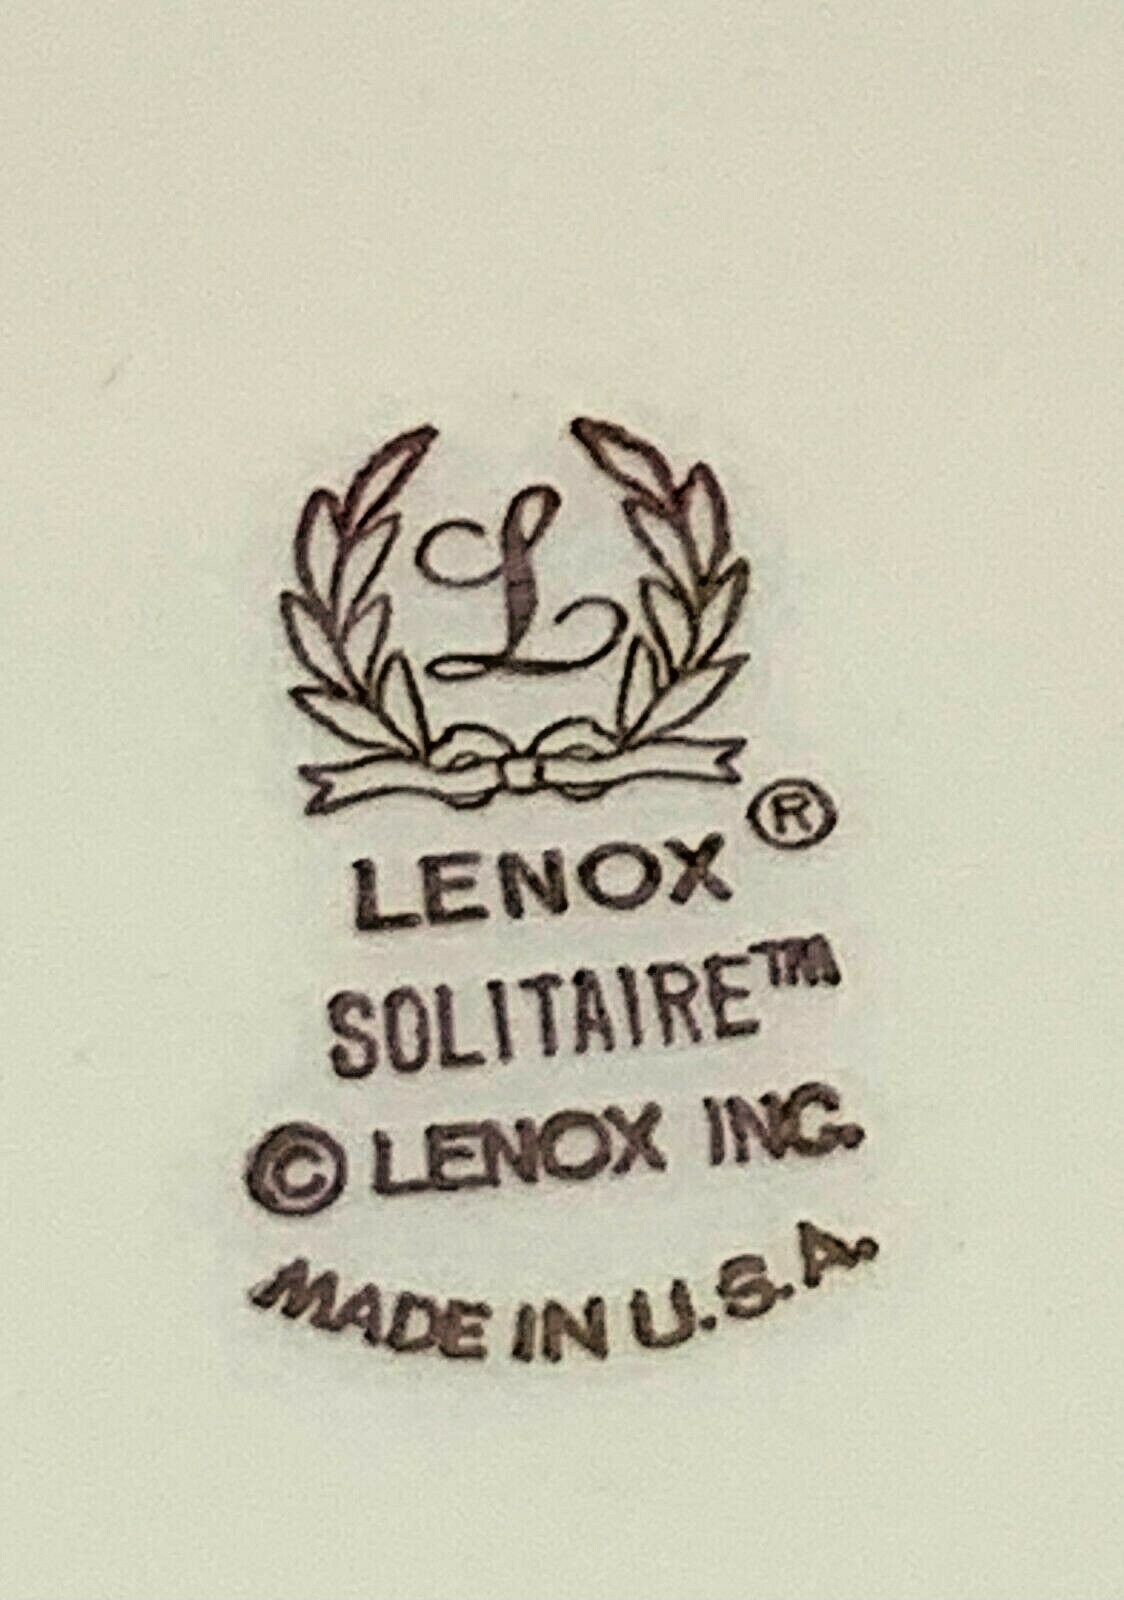 L
LENOX®
SOLITAIRE™
© LENOX INC.
MADE IN U.S.A.